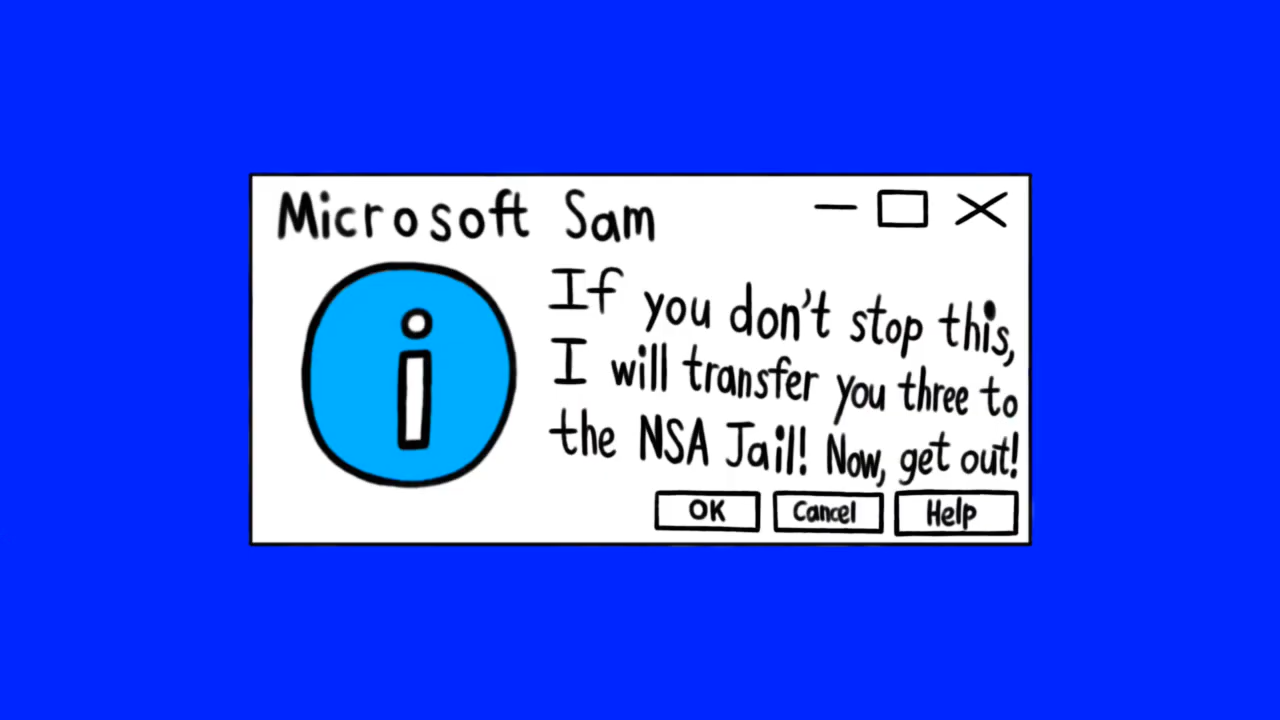 Microsoft Sam
If you don't stop this,
I will transfer you three to
the NSA Jail! Now, get out!
OK Cancel Help